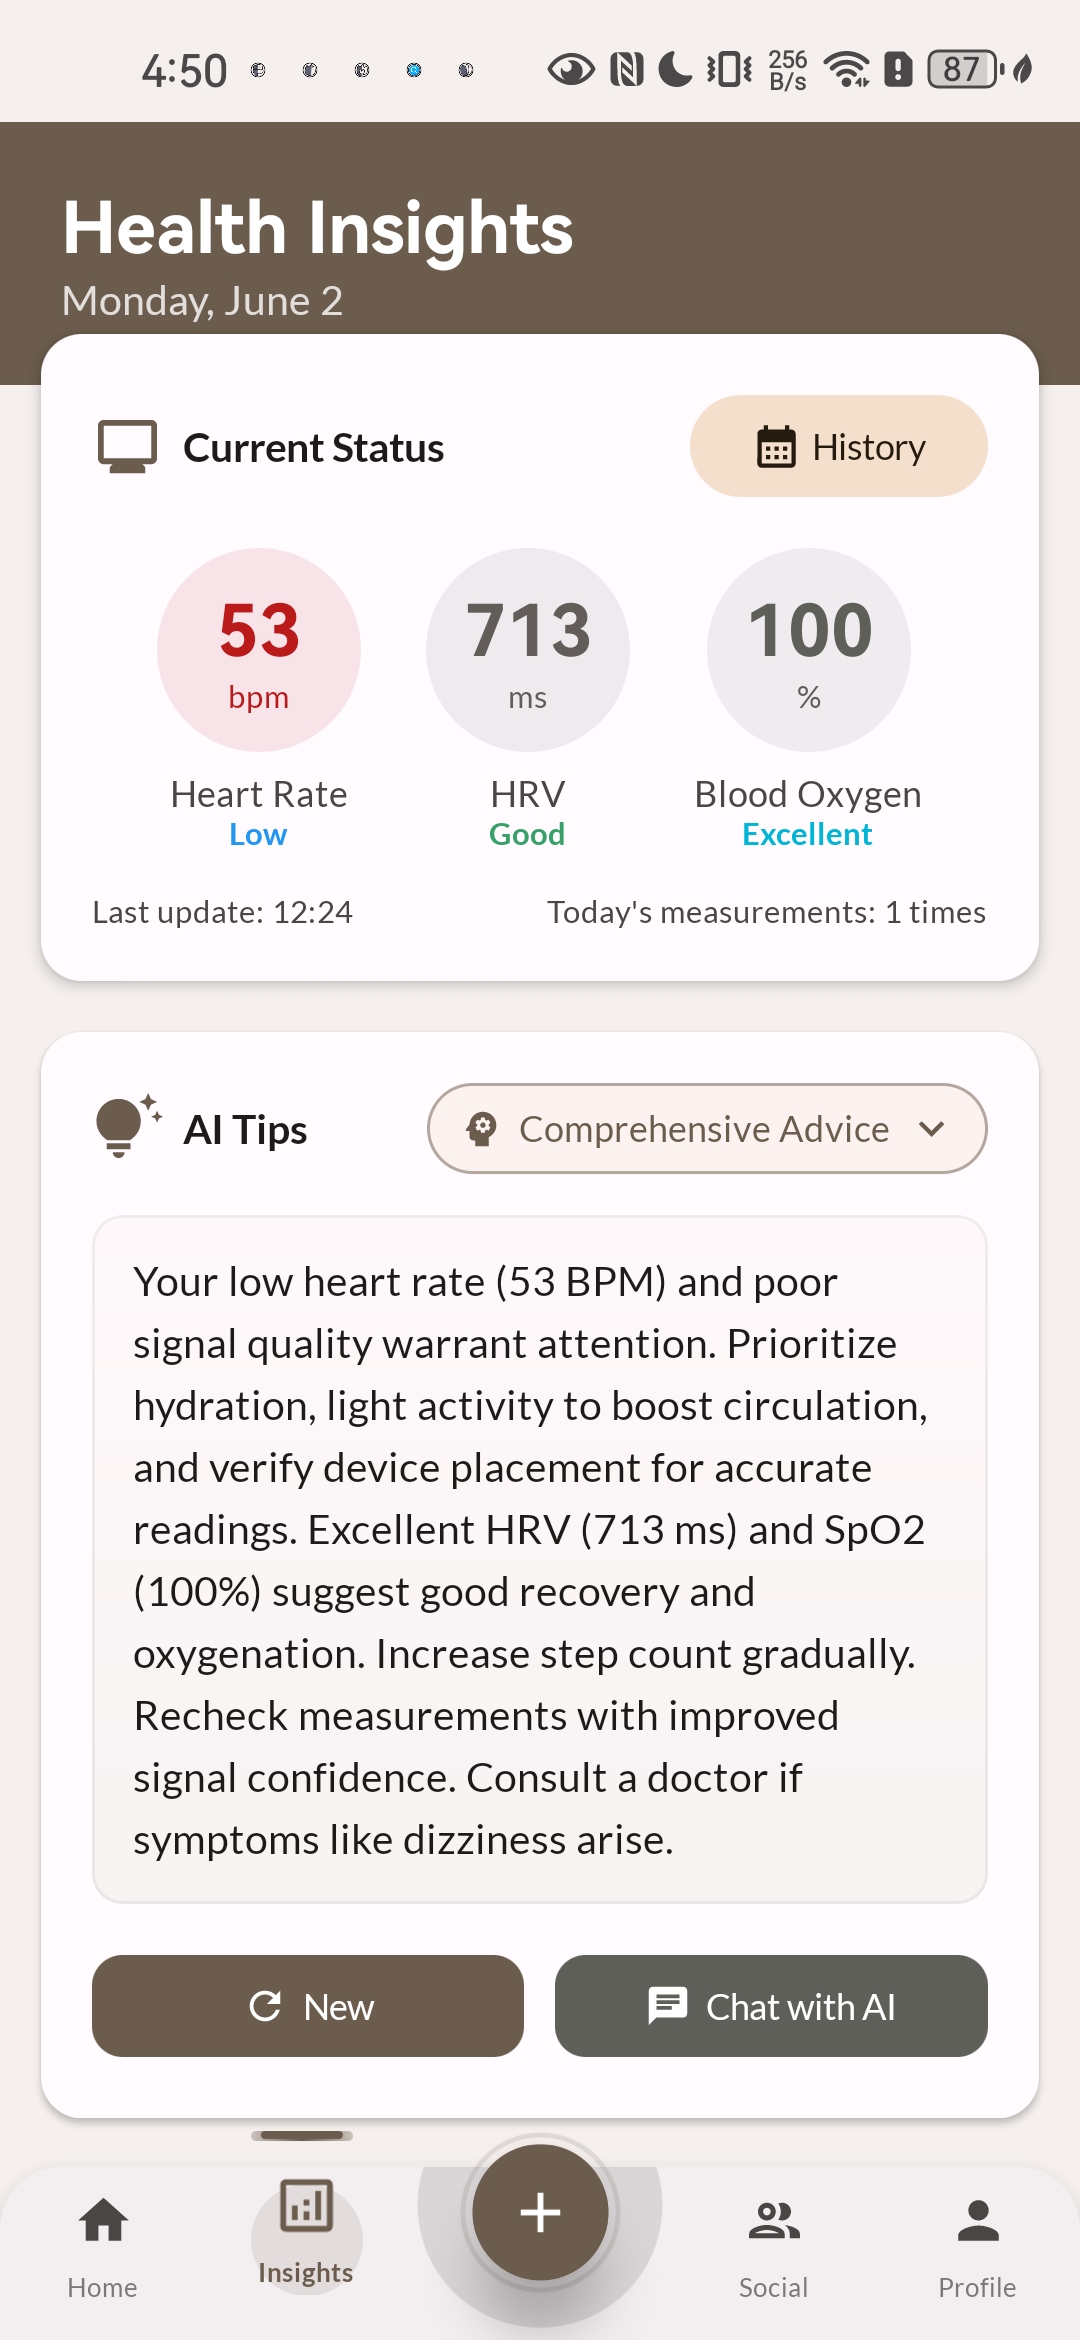 4:50
256
B/s
87
Health Insights
Monday, June 2
Current Status
History
53
bpm
713
ms
100
%
Heart Rate
HRV
Blood Oxygen
Low
Good
Excellent
Last update: 12:24
Today's measurements: 1 times
AI Tips
Comprehensive Advice
Your low heart rate (53 BPM) and poor
signal quality warrant attention. Prioritize
hydration, light activity to boost circulation,
and verify device placement for accurate
readings. Excellent HRV (713 ms) and SpO2
(100%) suggest good recovery and
oxygenation. Increase step count gradually.
Recheck measurements with improved
signal confidence. Consult a doctor if
symptoms like dizziness arise.
New
Chat with AI
Home
Insights
Social
Profile